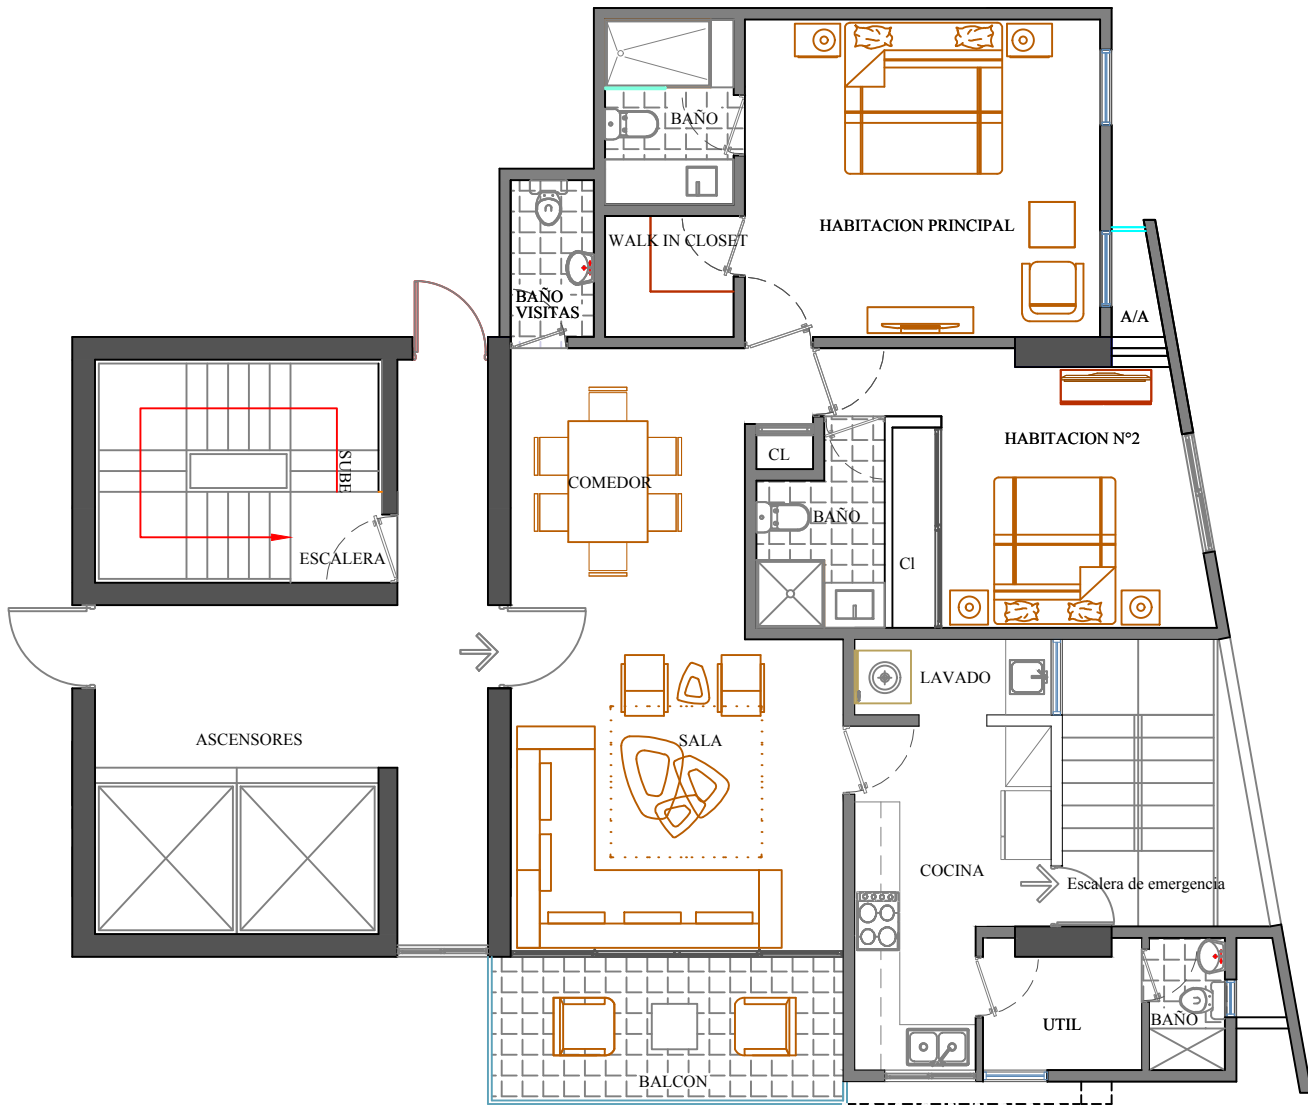 BAÑO
HABITACION PRINCIPAL
WALK IN CLOSET
BAÑO
VISITAS
A/A
HABITACION N°2
CL
SUBE
COMEDOR
BAÑO
ESCALERA
Cl
LAVADO
ASCENSORES
SALA
COCINA
Escalera de emergencia
BAÑO
UTIL
BALCON